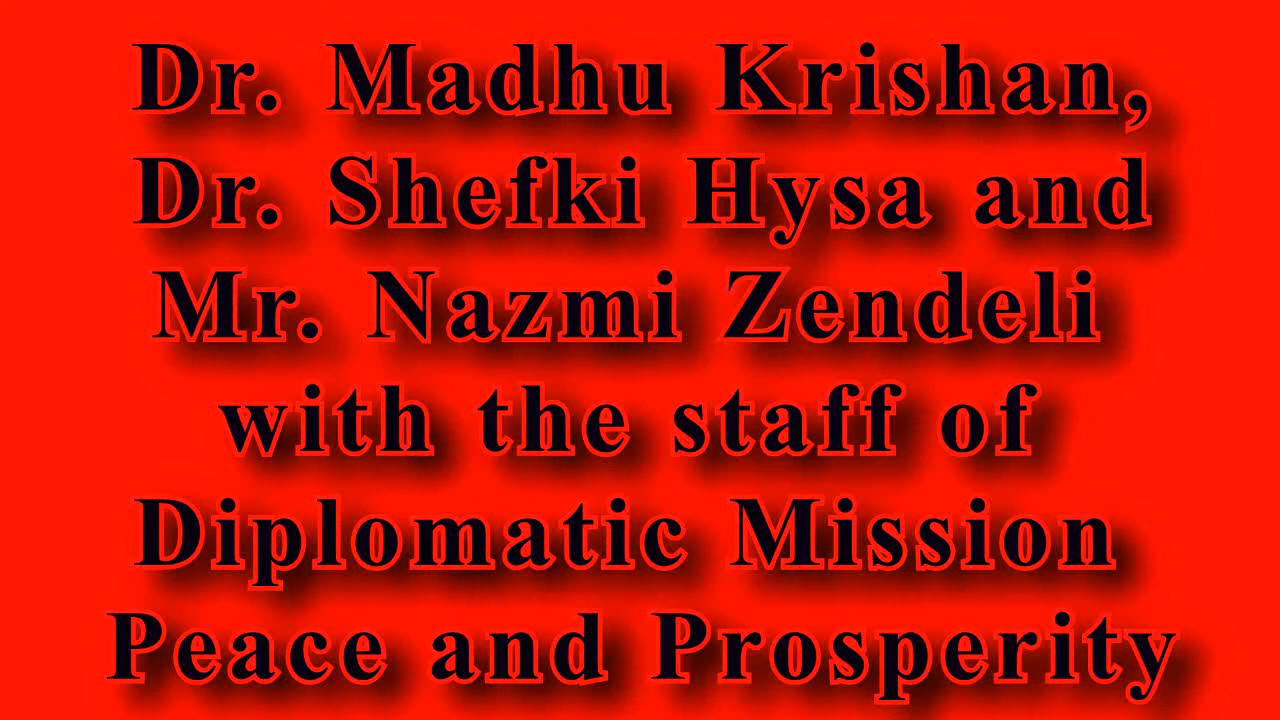 Dr. Madhu Krishan,
Dr. Shefki Hysa and
Mr. Nazmi Zendeli
with the staff of
Diplomatic Mission
Peace and Prosperity